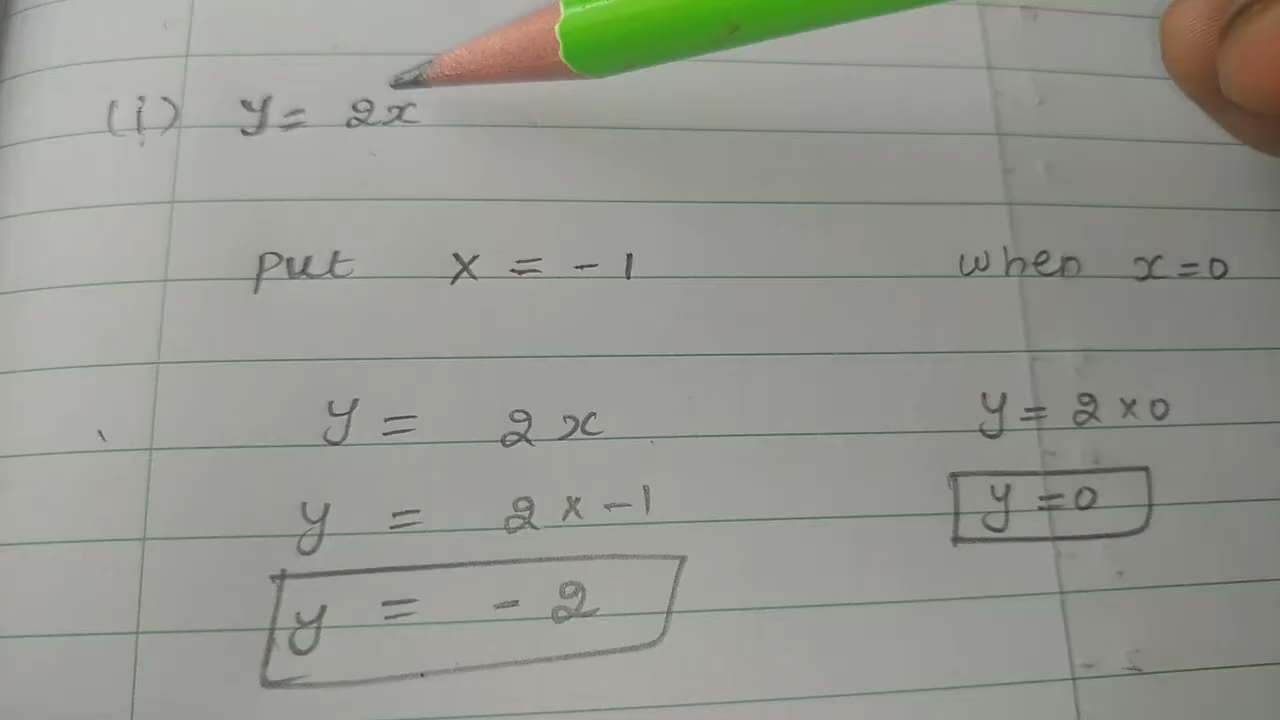 (i) y = 2x
put x = -1
y = 2x
y = 2 x -1
y = -2
when x=0
y = 2 x 0
y = 0